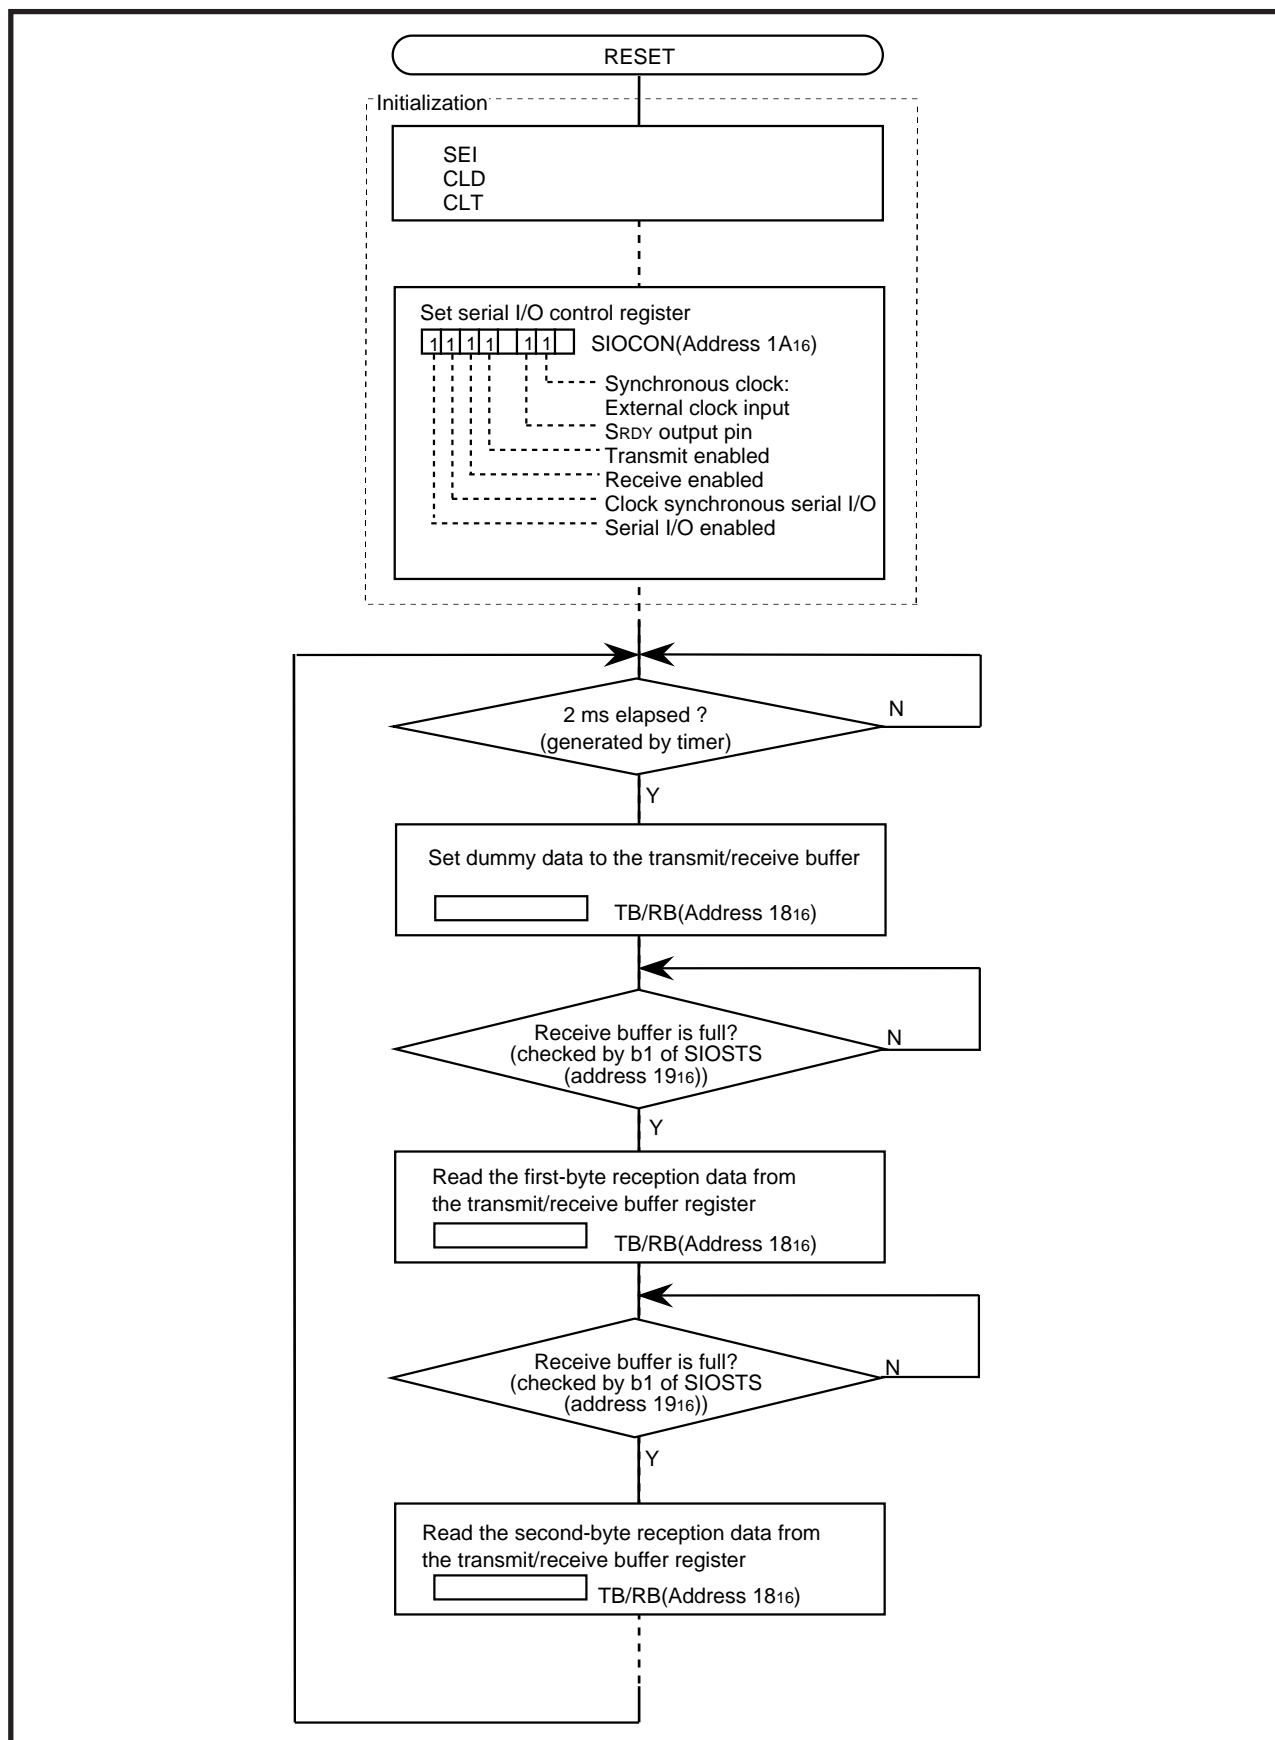 RESET
Initialization
SEI
CLD
CLT
Set serial I/O control register
1 1 1 1 1 1 SIOCON(Address 1A16)
Synchronous clock:
External clock input
SRDY output pin
Transmit enabled
Receive enabled
Clock synchronous serial I/O
Serial I/O enabled
2 ms elapsed ?
(generated by timer)
N
Y
Set dummy data to the transmit/receive buffer
TB/RB(Address 1816)
Receive buffer is full?
(checked by b1 of SIOSTS
(address 1916))
N
Y
Read the first-byte reception data from
the transmit/receive buffer register
TB/RB(Address 1816)
Receive buffer is full?
(checked by b1 of SIOSTS
(address 1916))
N
Y
Read the second-byte reception data from
the transmit/receive buffer register
TB/RB(Address 1816)